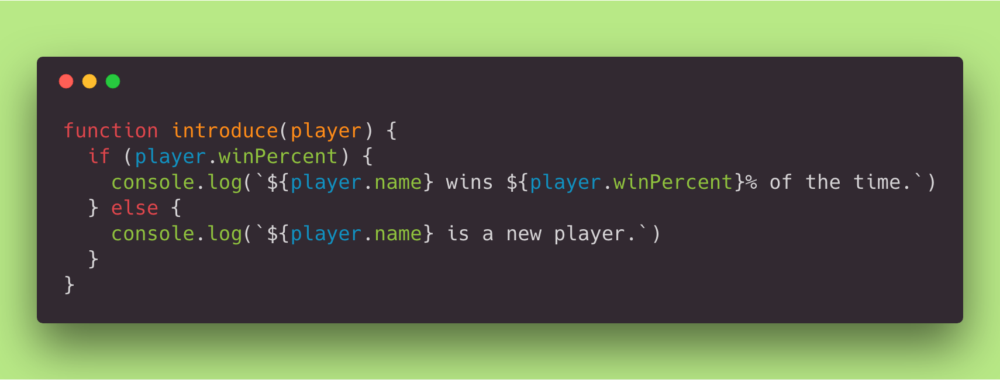 function introduce(player) {
  if (player.winPercent) {
    console.log(`${player.name} wins ${player.winPercent}% of the time.`)
  } else {
    console.log(`${player.name} is a new player.`)
  }
}